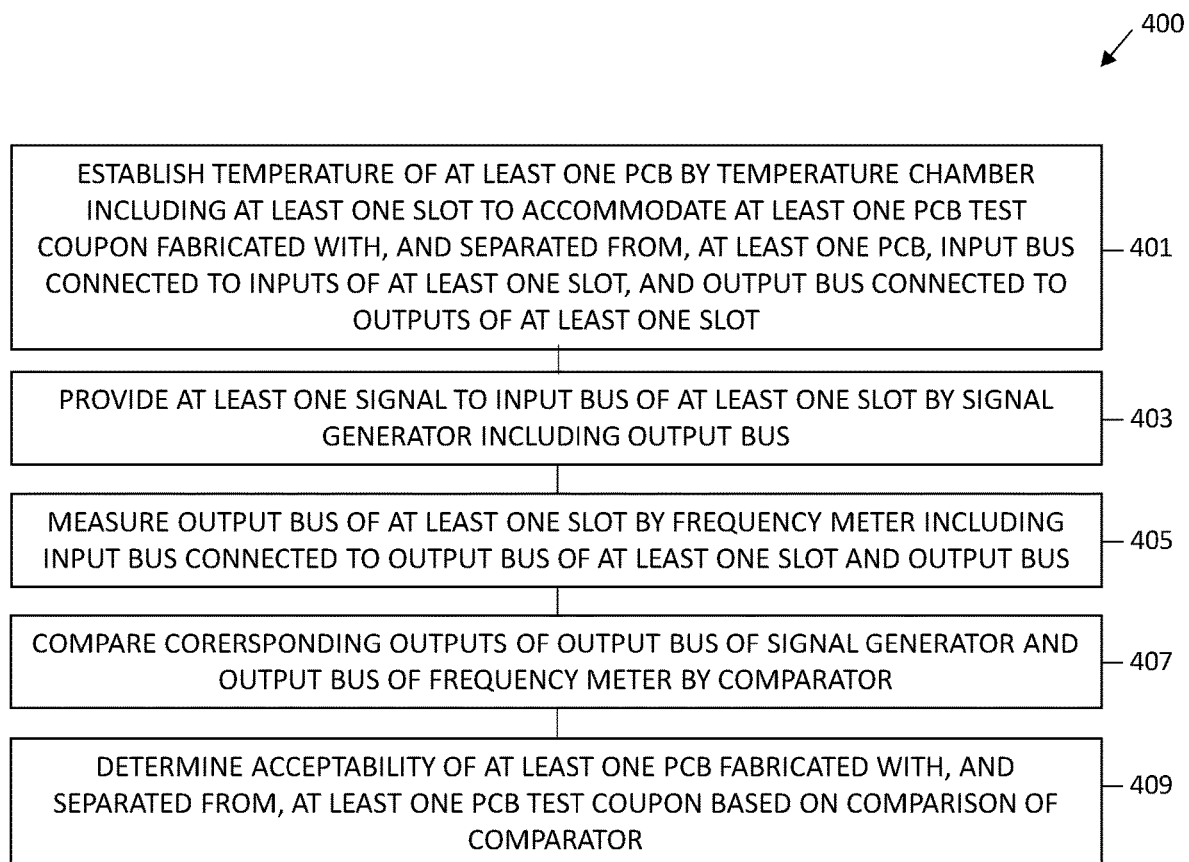 400
ESTABLISH TEMPERATURE OF AT LEAST ONE PCB BY TEMPERATURE CHAMBER
INCLUDING AT LEAST ONE SLOT TO ACCOMMODATE AT LEAST ONE PCB TEST
COUPON FABRICATED WITH, AND SEPARATED FROM, AT LEAST ONE PCB, INPUT BUS
CONNECTED TO INPUTS OF AT LEAST ONE SLOT, AND OUTPUT BUS CONNECTED TO
OUTPUTS OF AT LEAST ONE SLOT
401
PROVIDE AT LEAST ONE SIGNAL TO INPUT BUS OF AT LEAST ONE SLOT BY SIGNAL
GENERATOR INCLUDING OUTPUT BUS
403
MEASURE OUTPUT BUS OF AT LEAST ONE SLOT BY FREQUENCY METER INCLUDING
INPUT BUS CONNECTED TO OUTPUT BUS OF AT LEAST ONE SLOT AND OUTPUT BUS
405
COMPARE CORERSPONDING OUTPUTS OF OUTPUT BUS OF SIGNAL GENERATOR AND
OUTPUT BUS OF FREQUENCY METER BY COMPARATOR
407
DETERMINE ACCEPTABILITY OF AT LEAST ONE PCB FABRICATED WITH, AND
SEPARATED FROM, AT LEAST ONE PCB TEST COUPON BASED ON COMPARISON OF
COMPARATOR
409